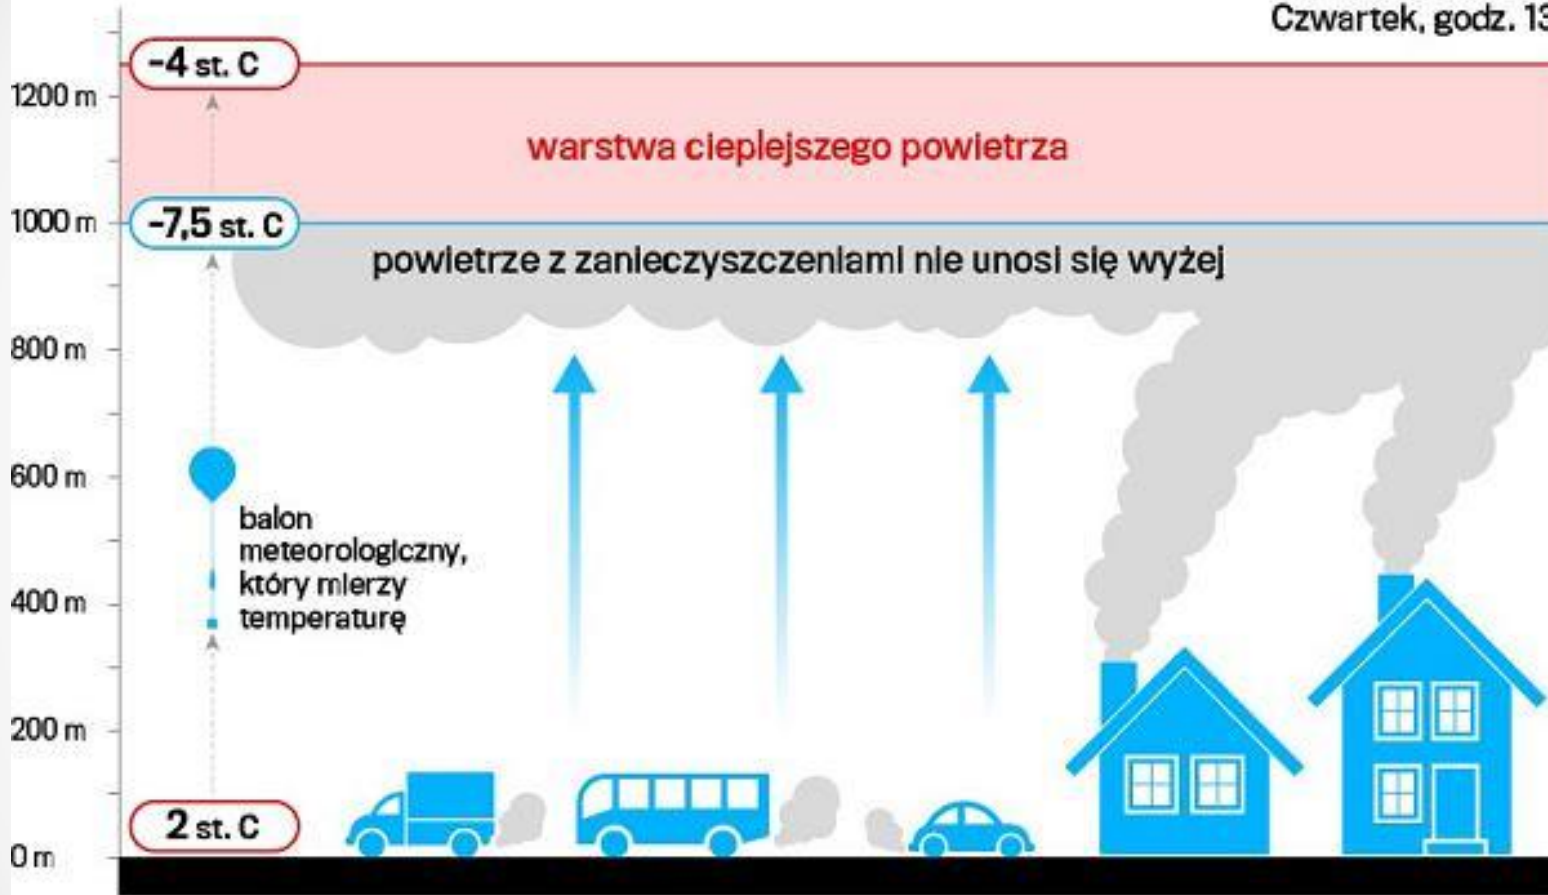 Czwartek, godz. 13
-4 st. C
1200 m
warstwa cieplejszego powietrza
1000 m
-7,5 st. C
powietrze z zanieczyszczeniami nie unosi się wyżej
800 m
600 m
balon
meteorologiczny,
który mierzy
temperaturę
400 m
200 m
2 st. C
0 m